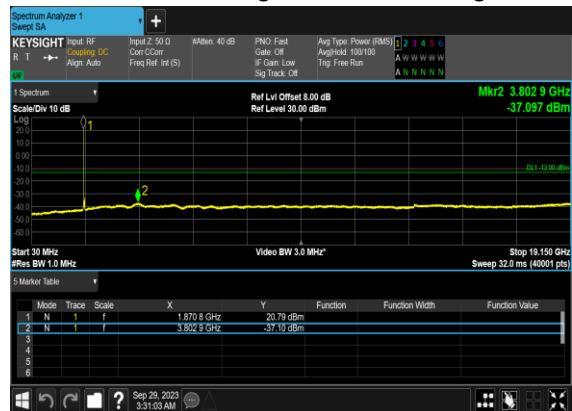 Spectrum Analyzer 1
Swept SA
+
KEYSIGHT Input: RF Input Z: 50 Ω #Atten: 40 dB PNO: Fast Avg Type: Power (RMS) 1 2 3 4 5 6
R T Coupling: DC Corr CCorr Gate: Off Avg|Hold: 100/100 A W W W W W
Align: Auto Freq Ref: Int (S) IF Gain: Low Trig: Free Run
LXI Sig Track: Off A N N N N N
1 Spectrum Ref Lvl Offset 8.00 dB Mkr2 3.802 9 GHz
Scale/Div 10 dB Ref Level 30.00 dBm -37.097 dBm
Log
20.0 1
10.0
0.00
-10.0 DL1 -13.00 dBm
-20.0
-30.0 2
-40.0
-50.0
-60.0
Start 30 MHz Video BW 3.0 MHz* Stop 19.150 GHz
#Res BW 1.0 MHz Sweep 32.0 ms (40001 pts)
5 Marker Table
Mode Trace Scale X Y Function Function Width Function Value
1 N 1 f 1.870 8 GHz 20.79 dBm
2 N 1 f 3.802 9 GHz -37.10 dBm
3
4
5
6
? Sep 29, 2023
3:31:03 AM